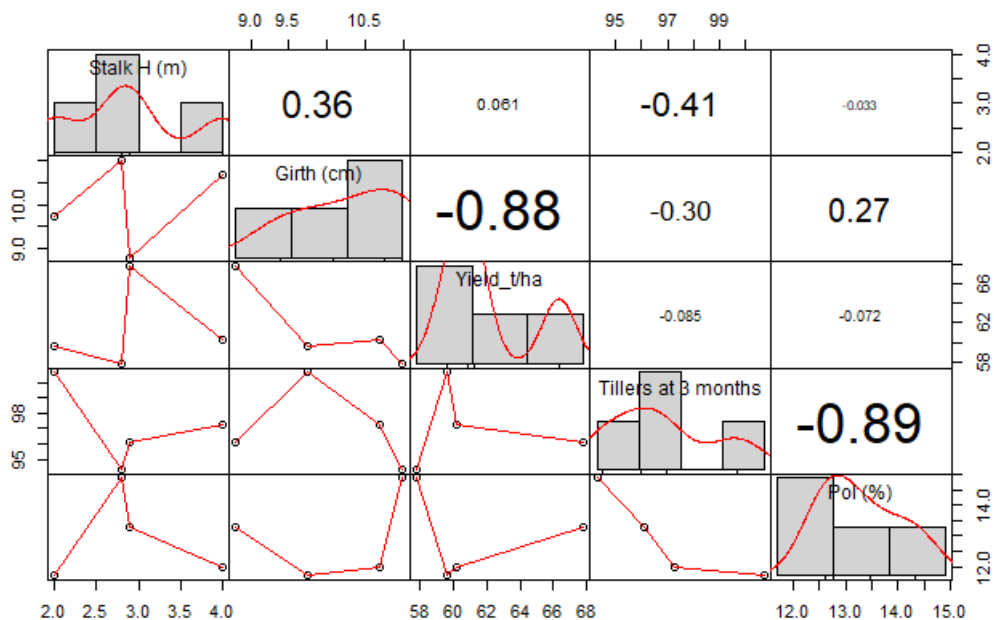 9.0 9.5 10.5 95 97 99
Stalk H (m) 0.36 0.061 -0.41 -0.033 2.0 3.0 4.0
9.0 10.0 Girth (cm) -0.88 -0.30 0.27
Yield_t/ha -0.085 -0.072 58 62 66
95 98 Tillers at 3 months -0.89
Pol (%) 12.0 14.0
2.0 2.5 3.0 3.5 4.0 58 60 62 64 66 68 12.0 13.0 14.0 15.0